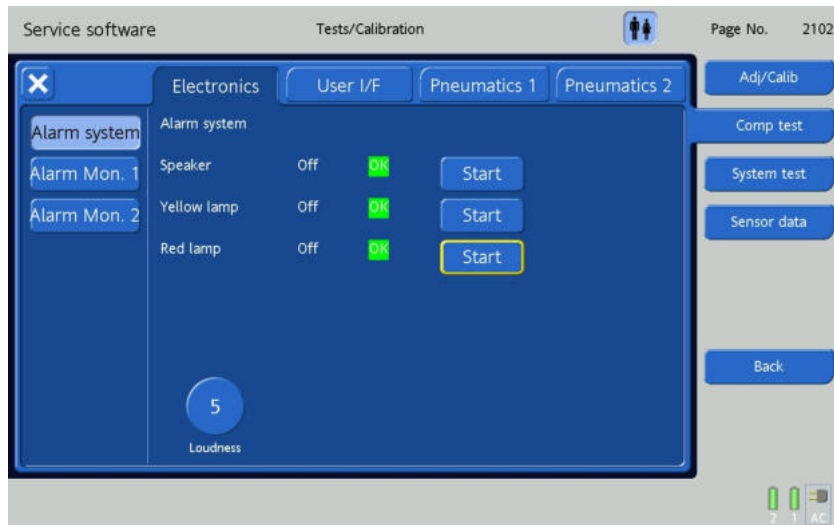 Service software Tests/Calibration Page No. 2102
Electronics User I/F Pneumatics 1 Pneumatics 2 Adj/Calib
Alarm system Alarm system Comp test
Speaker Off OK Start
Alarm Mon. 1 System test
Yellow lamp Off OK Start
Alarm Mon. 2 Sensor data
Red lamp Off OK Start
Back
5
Loudness
2 1 AC